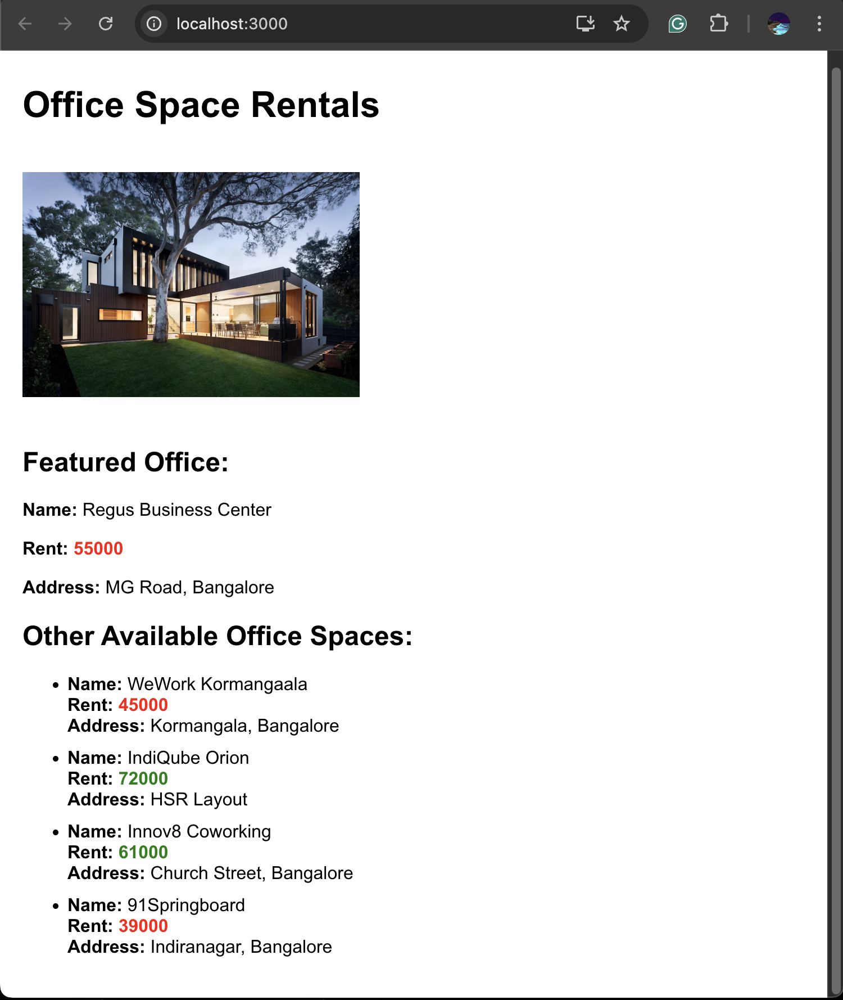 localhost:3000
Office Space Rentals
Featured Office:
Name: Regus Business Center
Rent: 55000
Address: MG Road, Bangalore
Other Available Office Spaces:
Name: WeWork Kormangaala
Rent: 45000
Address: Kormangala, Bangalore
Name: IndiQube Orion
Rent: 72000
Address: HSR Layout
Name: Innov8 Coworking
Rent: 61000
Address: Church Street, Bangalore
Name: 91Springboard
Rent: 39000
Address: Indiranagar, Bangalore